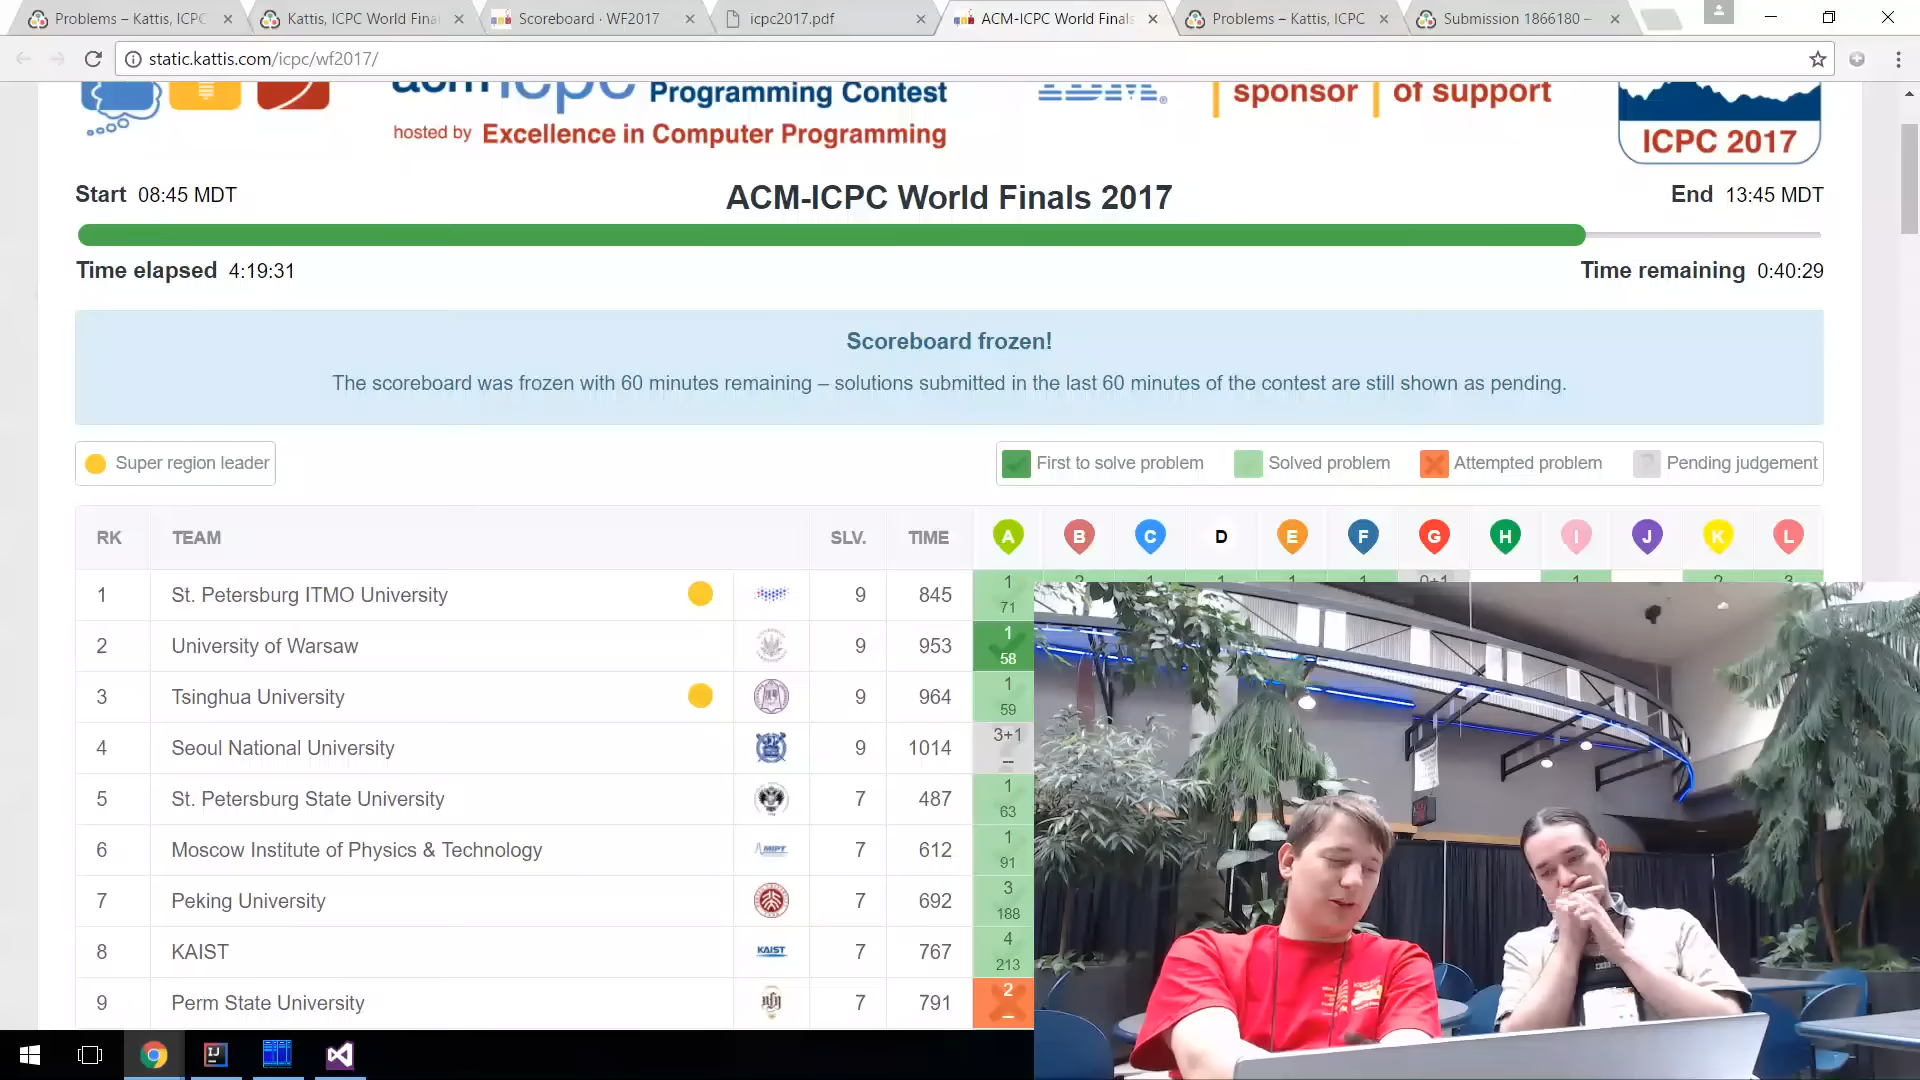 Problems – Kattis, ICPC
Kattis, ICPC World Fina
Scoreboard · WF2017
icpc2017.pdf
ACM-ICPC World Finals
Problems – Kattis, ICPC
Submission 1866180 –
static.kattis.com/icpc/wf2017/
acm icpc Programming Contest
hosted by Excellence in Computer Programming
IBM®
sponsor
of support
ICPC 2017
Start 08:45 MDT
ACM-ICPC World Finals 2017
End 13:45 MDT
Time elapsed 4:19:31
Time remaining 0:40:29
Scoreboard frozen!
The scoreboard was frozen with 60 minutes remaining – solutions submitted in the last 60 minutes of the contest are still shown as pending.
Super region leader
First to solve problem
Solved problem
Attempted problem
Pending judgement
RK TEAM SLV. TIME A B C D E F G H I J K L
1 St. Petersburg ITMO University 9 845 1 71
2 University of Warsaw 9 953 1 58
3 Tsinghua University 9 964 1 59
4 Seoul National University 9 1014 3+1 –
5 St. Petersburg State University 7 487 1 63
6 Moscow Institute of Physics & Technology MIPT 7 612 1 91
7 Peking University 7 692 3 188
8 KAIST KAIST 7 767 4 213
9 Perm State University 7 791 2 –